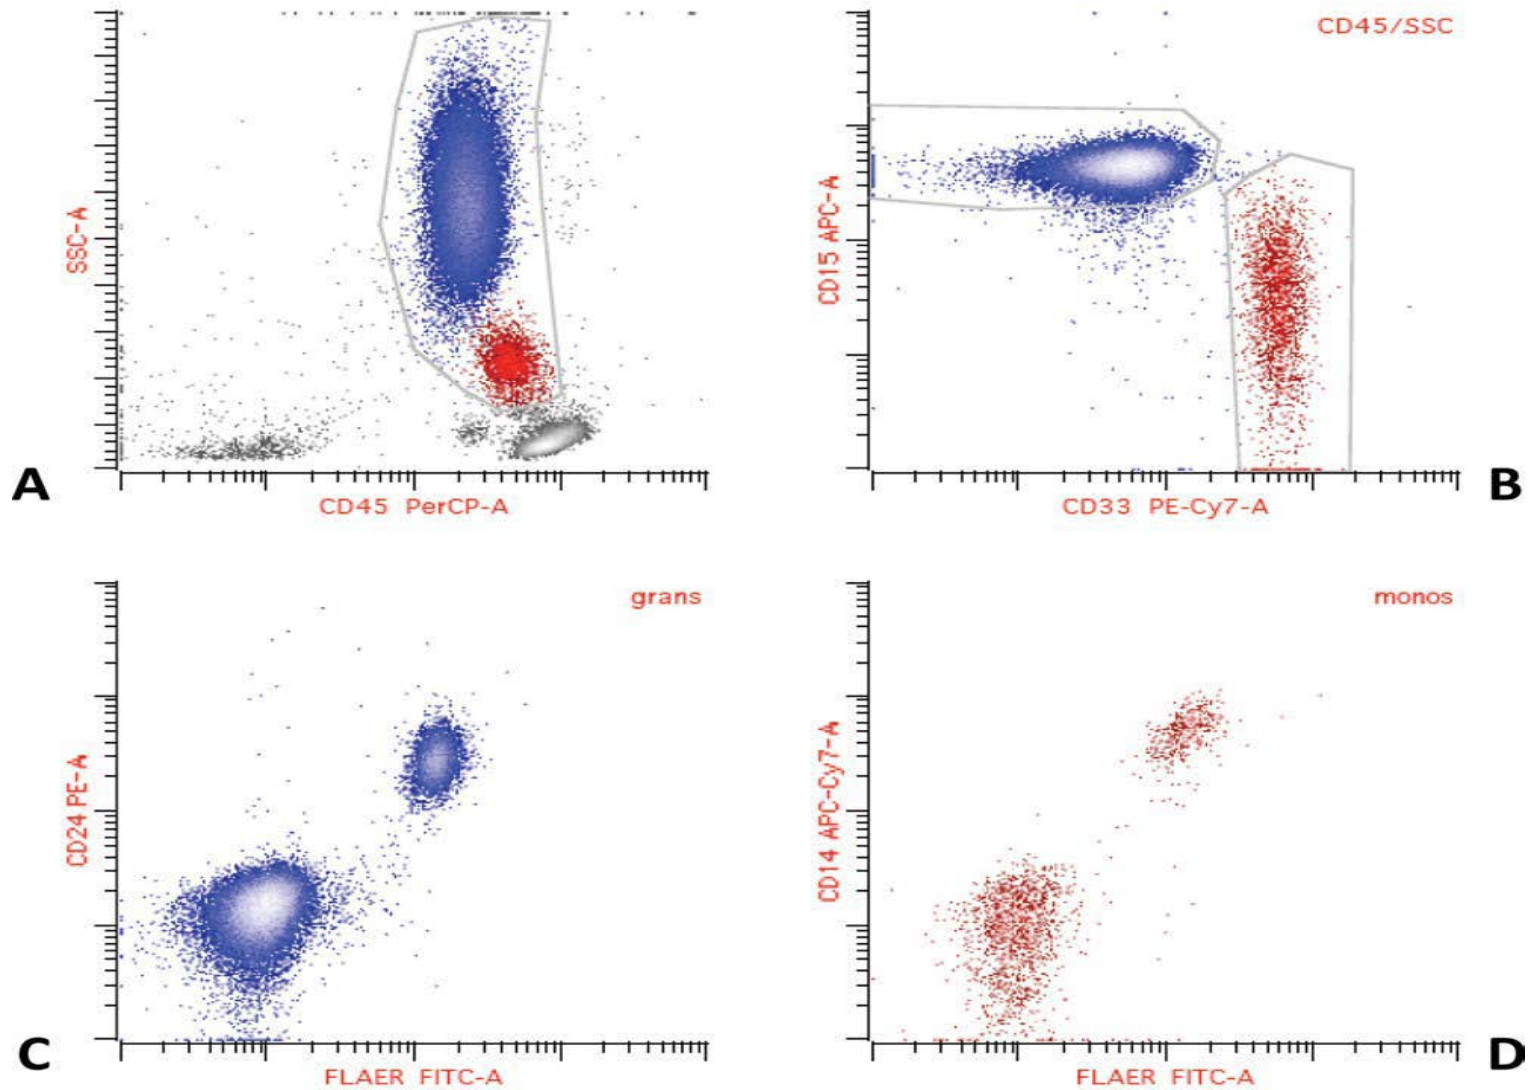 SSC-A
CD45 PerCP-A
A
CD45/SSC
CD15 APC-A
CD33 PE-Cy7-A
B
grans
CD24 PE-A
FLAER FITC-A
C
monos
CD14 APC-Cy7-A
FLAER FITC-A
D